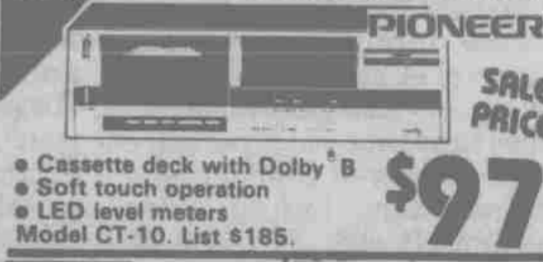 PIONEER
SALE
PRICE
• Cassette deck with Dolby® B
• Soft touch operation
• LED level meters
Model CT-10. List $185.
$97